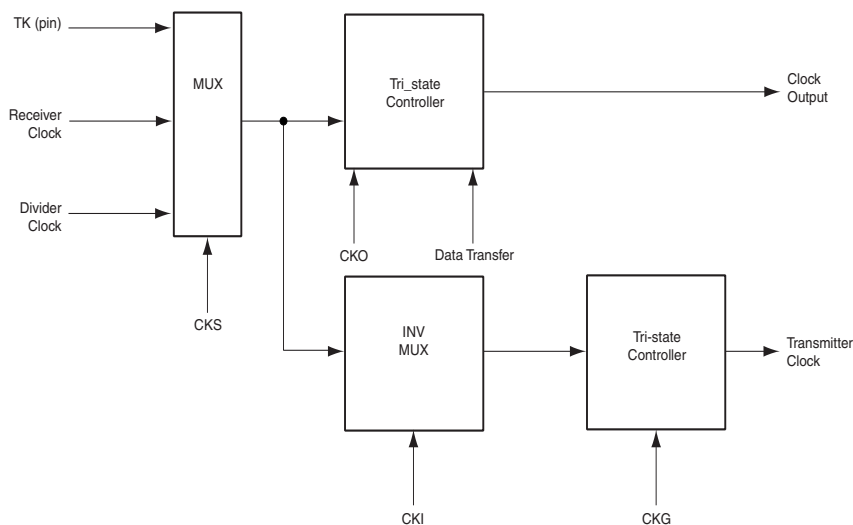 TK (pin)
MUX
Tri_state
Controller
Clock
Output
Receiver
Clock
Divider
Clock
CKO
Data Transfer
CKS
INV
MUX
Tri-state
Controller
Transmitter
Clock
CKI
CKG